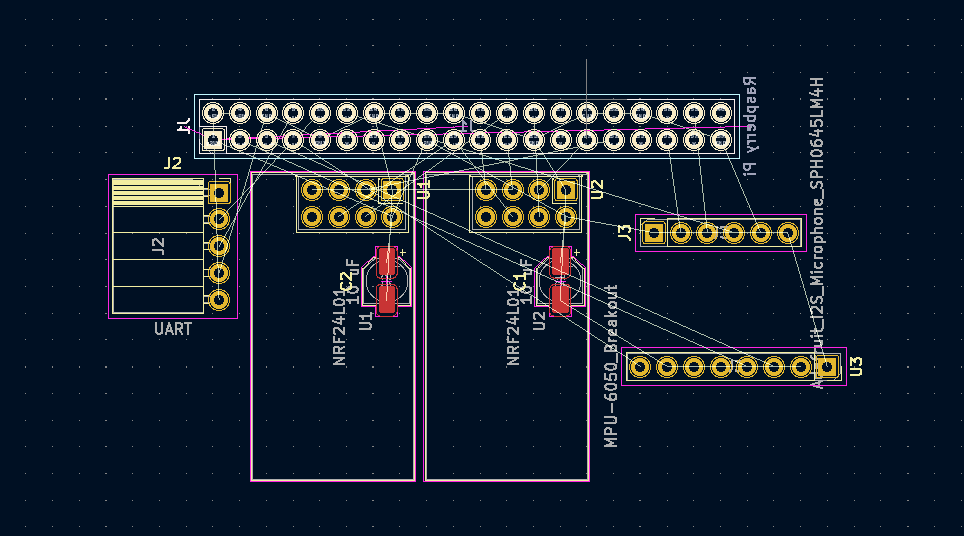 Raspberry Pi
J1
J2
J2
UART
U1
U2
J3
Adafruit_I2S_Microphone_SPH0645LM4H
C2
10 uF
NRF24L01
U1
C1
10 uF
NRF24L01
U2
MPU-6050_Breakout
U3